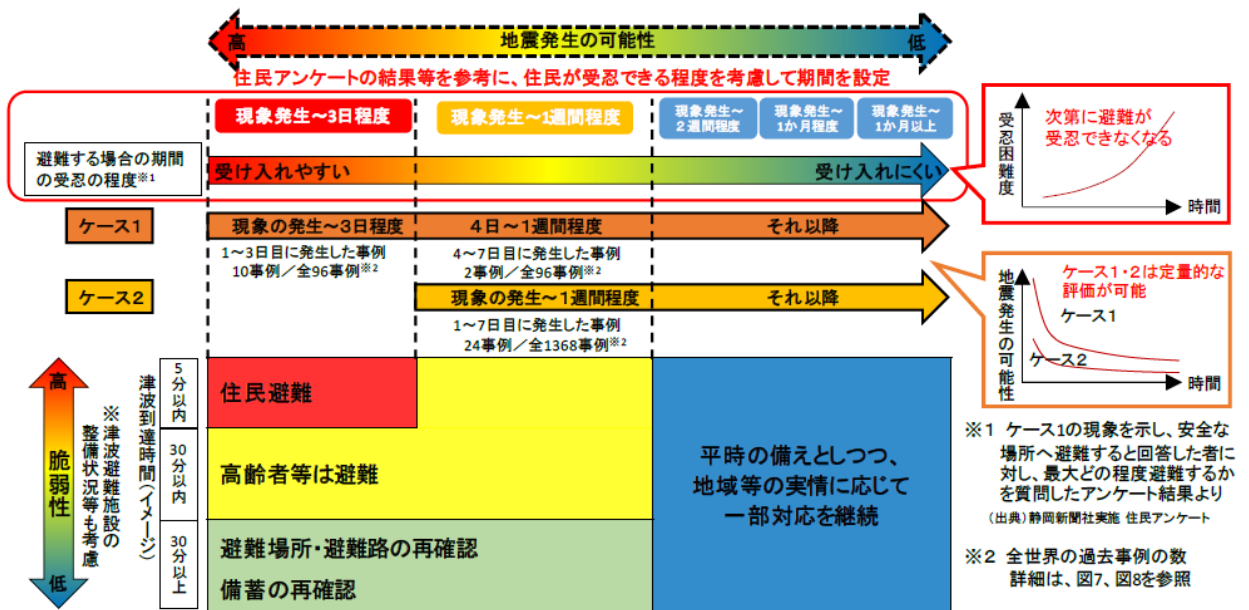 高
地震発生の可能性
低
住民アンケートの結果等を参考に、住民が受忍できる程度を考慮して期間を設定
現象発生～3日程度
現象発生～1週間程度
現象発生～
2週間程度
現象発生～
1か月程度
現象発生～
1か月以上
避難する場合の期間
の受忍の程度※1
受け入れやすい
受け入れにくい
受忍困難度
次第に避難が
受忍できなくなる
時間
ケース1
現象の発生～3日程度
4日～1週間程度
それ以降
1～3日目に発生した事例
10事例／全96事例※2
4～7日目に発生した事例
2事例／全96事例※2
ケース2
現象の発生～1週間程度
それ以降
1～7日目に発生した事例
24事例／全1368事例※2
地震発生の可能性
ケース1・2は定量的な
評価が可能
ケース1
ケース2
時間
高
脆弱性
低
※津波避難施設の
整備状況等も考慮
津波到達時間(イメージ)
5分以内
30分以内
30分以上
住民避難
高齢者等は避難
避難場所・避難路の再確認
備蓄の再確認
平時の備えとしつつ、
地域等の実情に応じて
一部対応を継続
※1 ケース1の現象を示し、安全な
場所へ避難すると回答した者に
対し、最大どの程度避難するか
を質問したアンケート結果より
(出典)静岡新聞社実施 住民アンケート
※2 全世界の過去事例の数
詳細は、図7、図8を参照